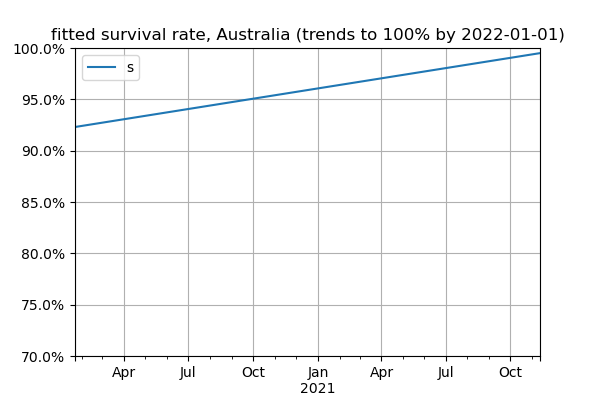 fitted survival rate, Australia (trends to 100% by 2022-01-01)
100.0%
s
95.0%
90.0%
85.0%
80.0%
75.0%
70.0%
Apr Jul Oct Jan Apr Jul Oct
2021